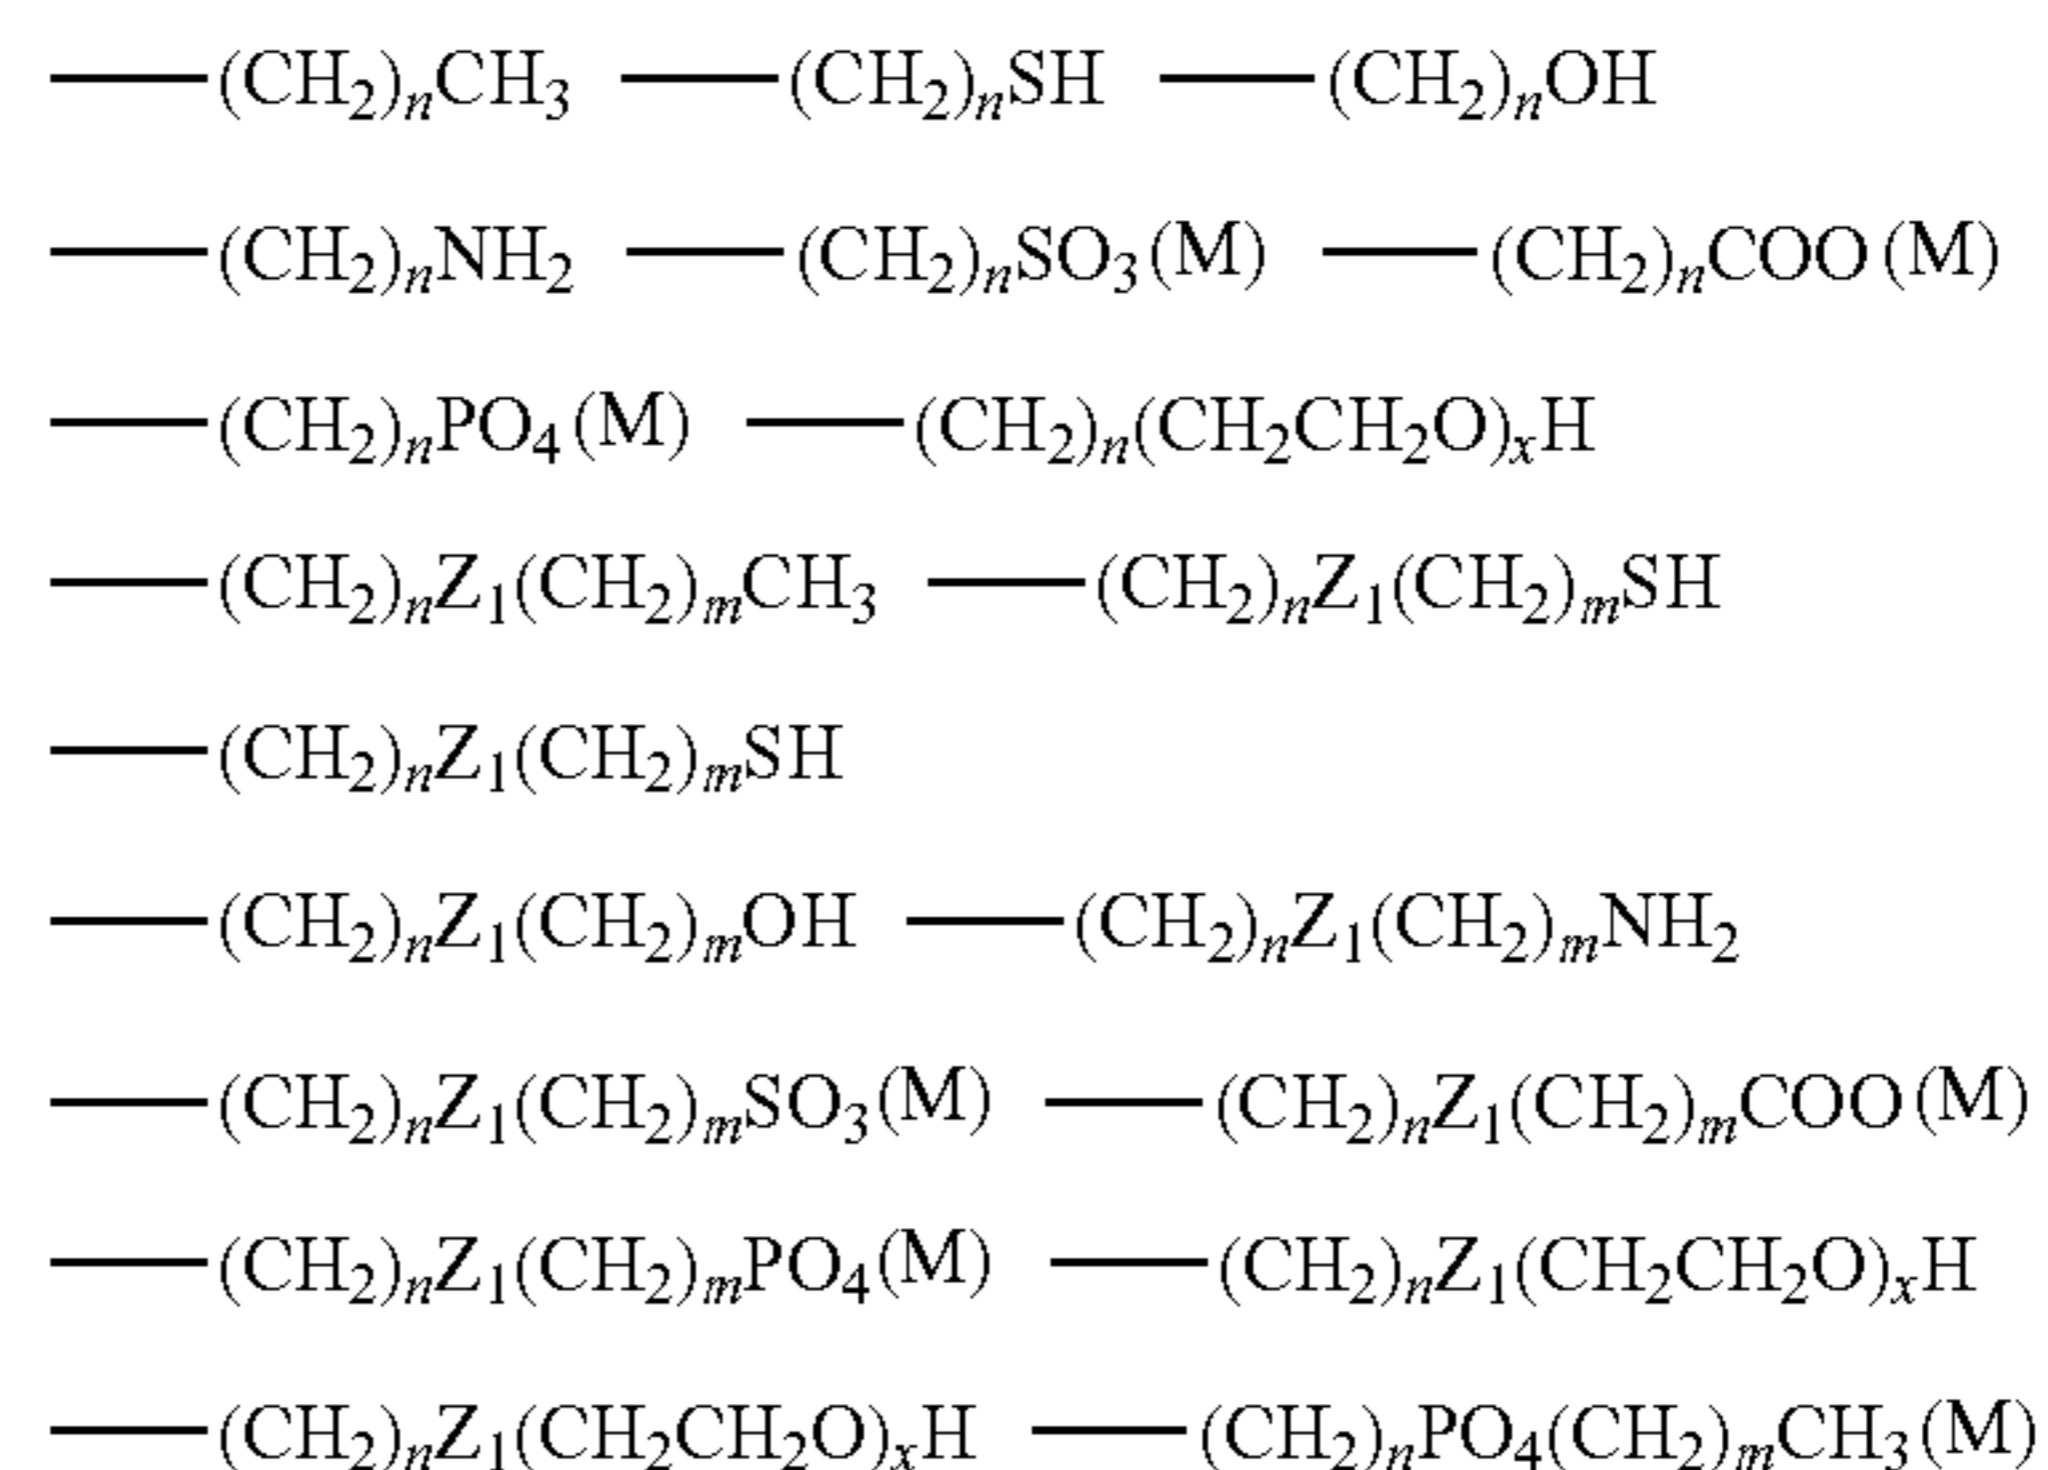 —(CH₂)ₙCH₃ —(CH₂)ₙSH —(CH₂)ₙOH
—(CH₂)ₙNH₂ —(CH₂)ₙSO₃(M) —(CH₂)ₙCOO(M)
—(CH₂)ₙPO₄(M) —(CH₂)ₙ(CH₂CH₂O)ₓH
—(CH₂)ₙZ₁(CH₂)ₘCH₃ —(CH₂)ₙZ₁(CH₂)ₘSH
—(CH₂)ₙZ₁(CH₂)ₘSH
—(CH₂)ₙZ₁(CH₂)ₘOH —(CH₂)ₙZ₁(CH₂)ₘNH₂
—(CH₂)ₙZ₁(CH₂)ₘSO₃(M) —(CH₂)ₙZ₁(CH₂)ₘCOO(M)
—(CH₂)ₙZ₁(CH₂)ₘPO₄(M) —(CH₂)ₙZ₁(CH₂CH₂O)ₓH
—(CH₂)ₙZ₁(CH₂CH₂O)ₓH —(CH₂)ₙPO₄(CH₂)ₘCH₃(M)